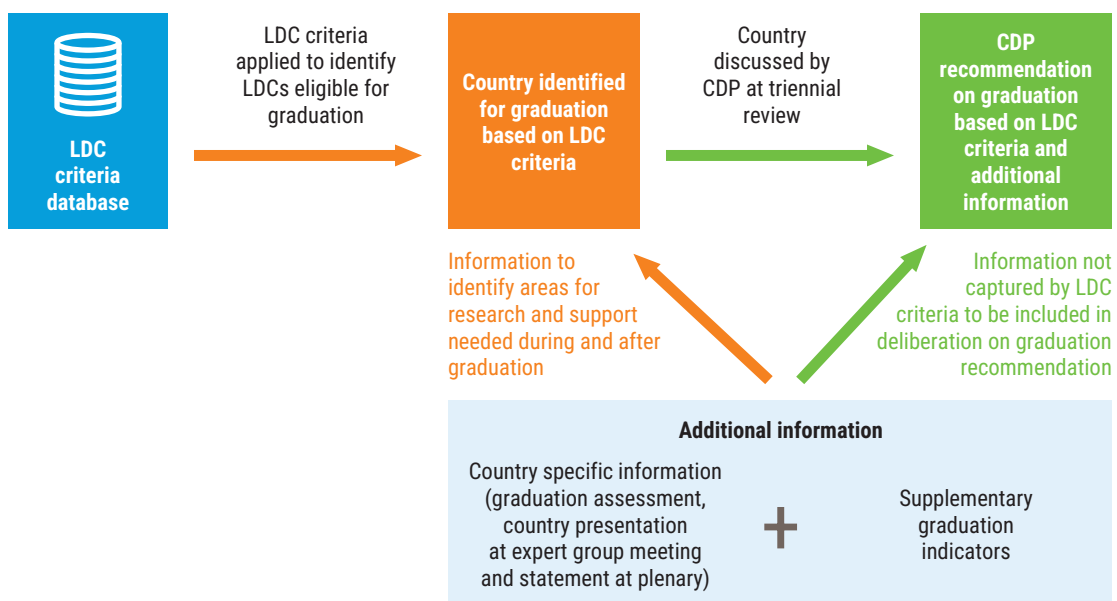 LDC
criteria
database
LDC criteria
applied to identify
LDCs eligible for
graduation
Country identified
for graduation
based on LDC
criteria
Country
discussed by
CDP at triennial
review
CDP
recommendation
on graduation
based on LDC
criteria and
additional
information
Information to
identify areas for
research and support
needed during and after
graduation
Information not
captured by LDC
criteria to be included in
deliberation on graduation
recommendation
Additional information
Country specific information
(graduation assessment,
country presentation
at expert group meeting
and statement at plenary)
+
Supplementary
graduation
indicators